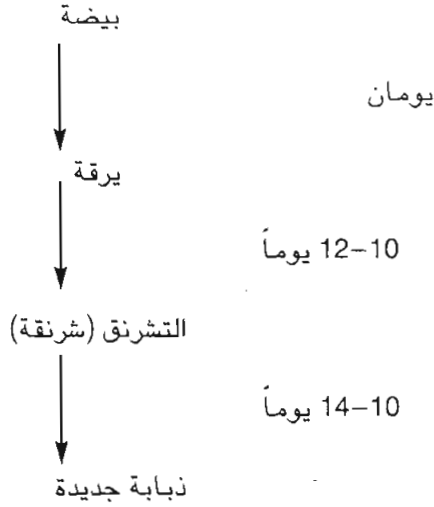 بيضة
يومان
يرقة
10–12 يوماً
التشرنق (شرنقة)
10–14 يوماً
ذبابة جديدة